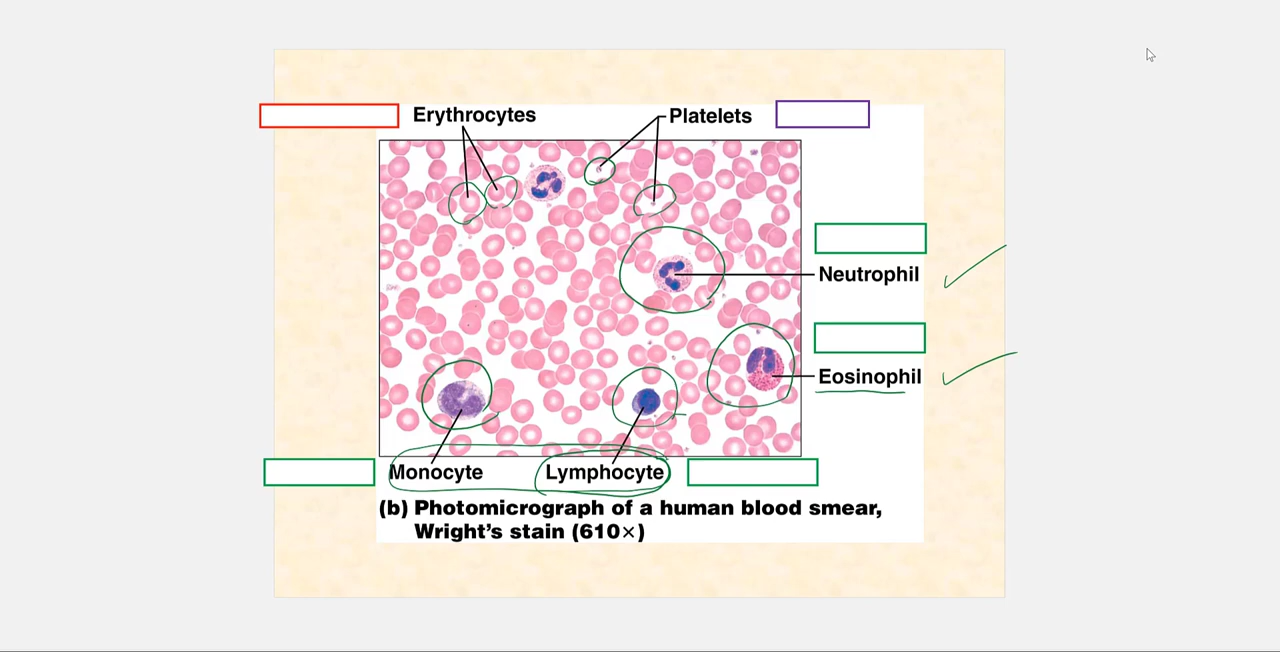 Erythrocytes
Platelets
Neutrophil
Eosinophil
Monocyte
Lymphocyte
(b) Photomicrograph of a human blood smear,
Wright's stain (610×)